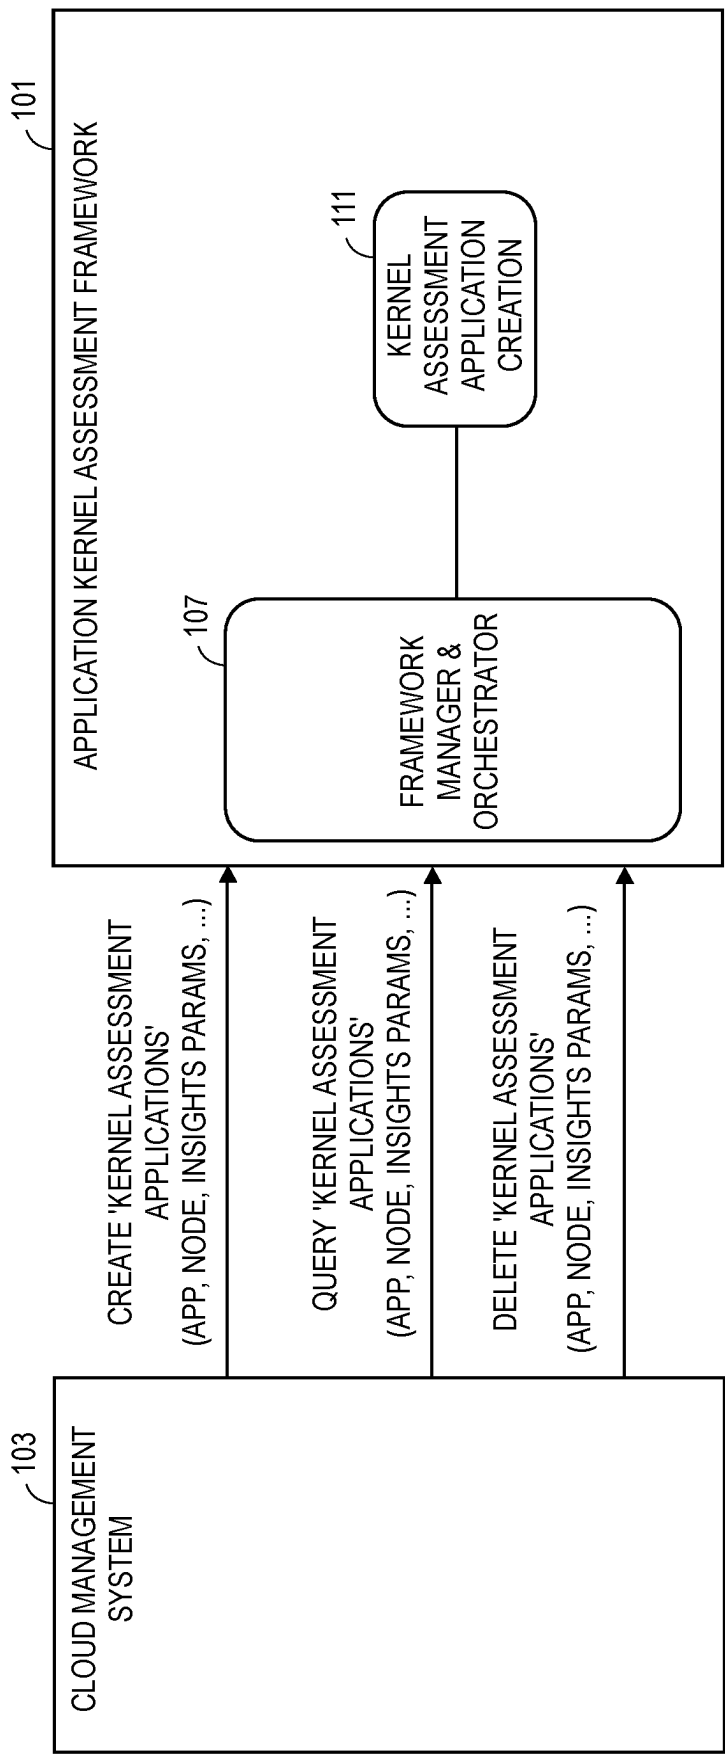 103
CLOUD MANAGEMENT
SYSTEM
CREATE 'KERNEL ASSESSMENT
APPLICATIONS'
(APP, NODE, INSIGHTS PARAMS, ...)
QUERY 'KERNEL ASSESSMENT
APPLICATIONS'
(APP, NODE, INSIGHTS PARAMS, ...)
DELETE 'KERNEL ASSESSMENT
APPLICATIONS'
(APP, NODE, INSIGHTS PARAMS, ...)
101
APPLICATION KERNEL ASSESSMENT FRAMEWORK
107
FRAMEWORK
MANAGER &
ORCHESTRATOR
111
KERNEL
ASSESSMENT
APPLICATION
CREATION